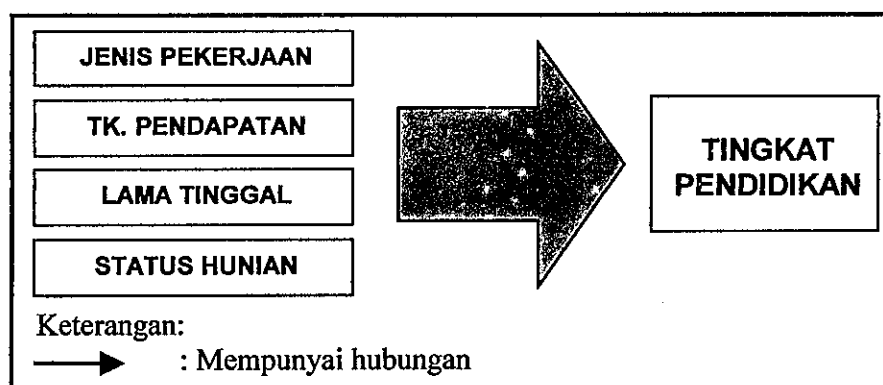 JENIS PEKERJAAN
TK. PENDAPATAN
LAMA TINGGAL
STATUS HUNIAN
TINGKAT
PENDIDIKAN
Keterangan:
: Mempunyai hubungan